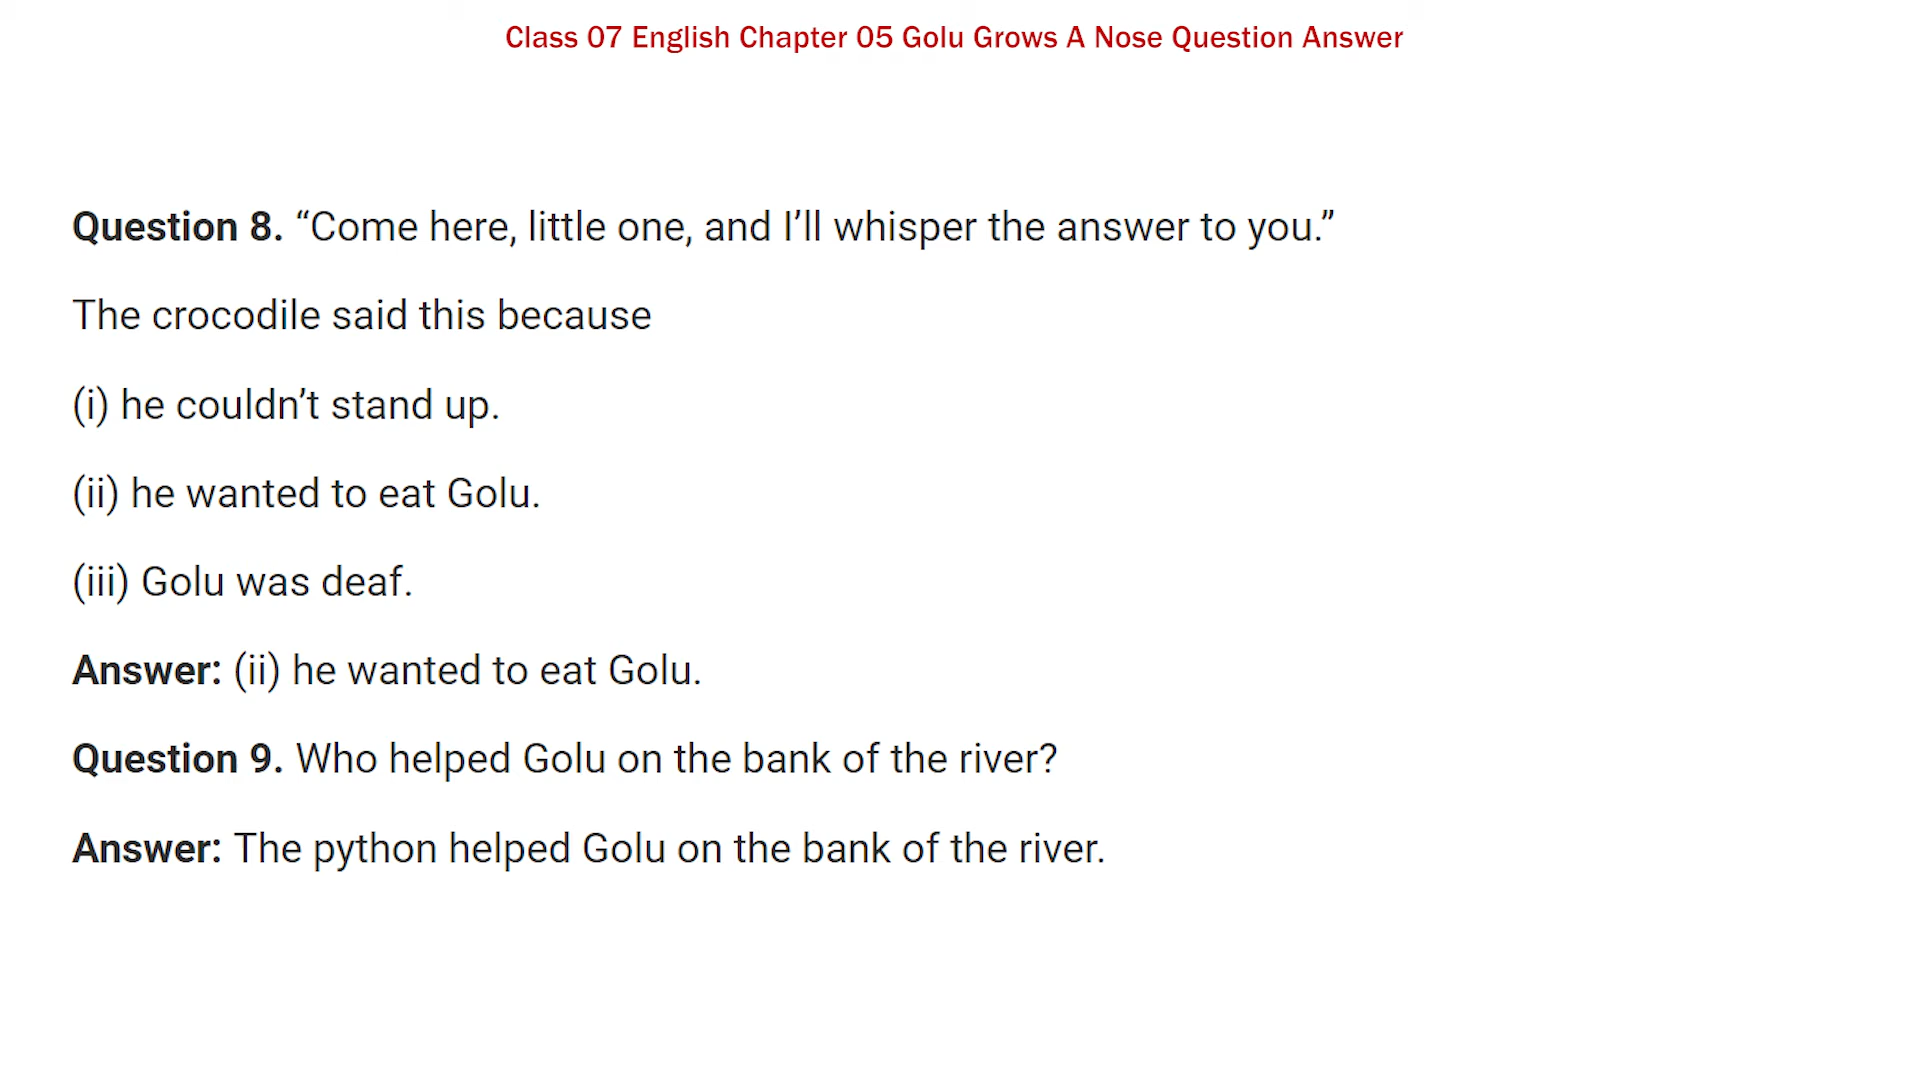 Class 07 English Chapter 05 Golu Grows A Nose Question Answer
Question 8. “Come here, little one, and I’ll whisper the answer to you.”
The crocodile said this because
(i) he couldn’t stand up.
(ii) he wanted to eat Golu.
(iii) Golu was deaf.
Answer: (ii) he wanted to eat Golu.
Question 9. Who helped Golu on the bank of the river?
Answer: The python helped Golu on the bank of the river.